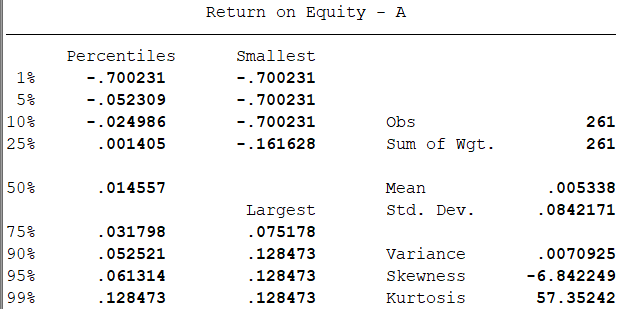 Return on Equity - A
Percentiles Smallest
1% -.700231 -.700231
5% -.052309 -.700231
10% -.024986 -.700231 Obs 261
25% .001405 -.161628 Sum of Wgt. 261
50% .014557 Mean .005338
Largest Std. Dev. .0842171
75% .031798 .075178
90% .052521 .128473 Variance .0070925
95% .061314 .128473 Skewness -6.842249
99% .128473 .128473 Kurtosis 57.35242